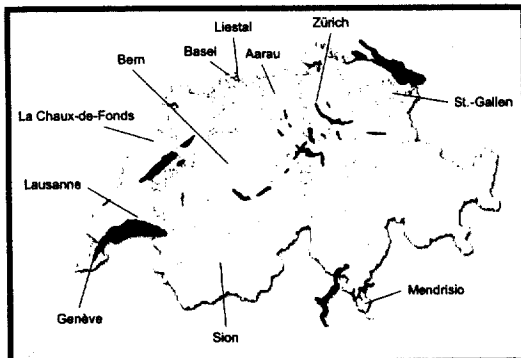 Liestal
Zürich
Basel
Aarau
Bern
St.-Gallen
La Chaux-de-Fonds
Lausanne
Mendrisio
Genève
Sion